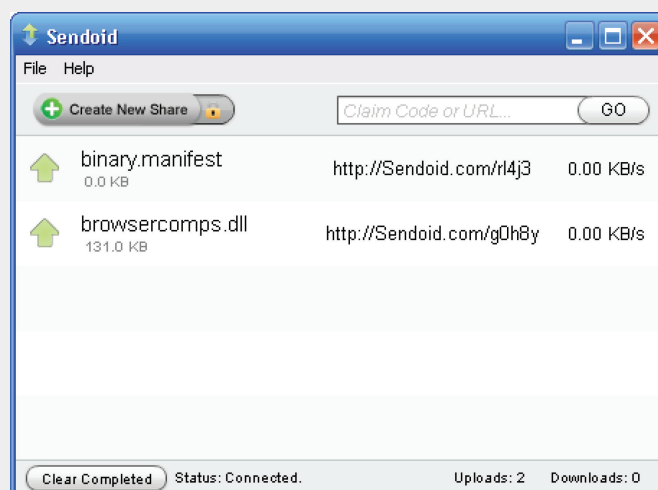 Sendoid
File Help
Create New Share
Claim Code or URL... GO
binary.manifest http://Sendoid.com/rl4j3 0.00 KB/s
0.0 KB
browsercomps.dll http://Sendoid.com/g0h8y 0.00 KB/s
131.0 KB
Clear Completed Status: Connected. Uploads: 2 Downloads: 0